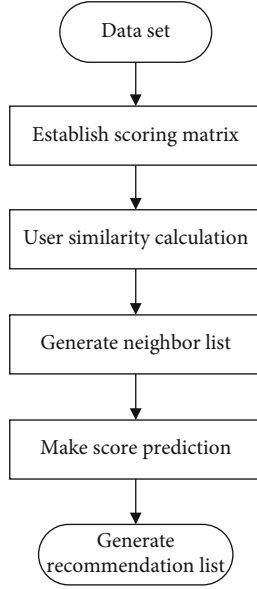 Data set
Establish scoring matrix
User similarity calculation
Generate neighbor list
Make score prediction
Generate
recommendation list